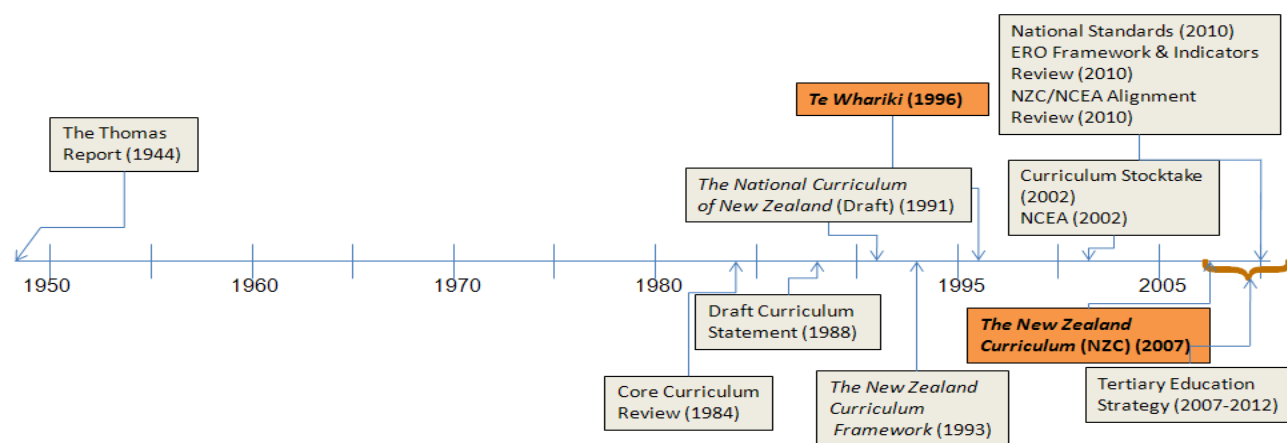 National Standards (2010)
ERO Framework & Indicators
Review (2010)
NZC/NCEA Alignment
Review (2010)
Te Whariki (1996)
The Thomas
Report (1944)
The National Curriculum
of New Zealand (Draft) (1991)
Curriculum Stocktake
(2002)
NCEA (2002)
1950
1960
1970
1980
1995
2005
Draft Curriculum
Statement (1988)
The New Zealand
Curriculum (NZC) (2007)
Core Curriculum
Review (1984)
The New Zealand
Curriculum
Framework (1993)
Tertiary Education
Strategy (2007-2012)